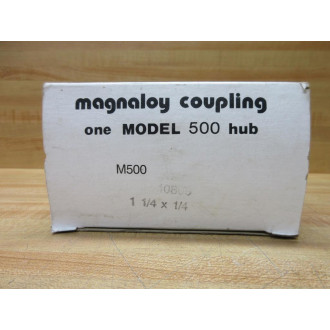 magnaloy coupling
one MODEL 500 hub
M500
1 1/4 x 1/4